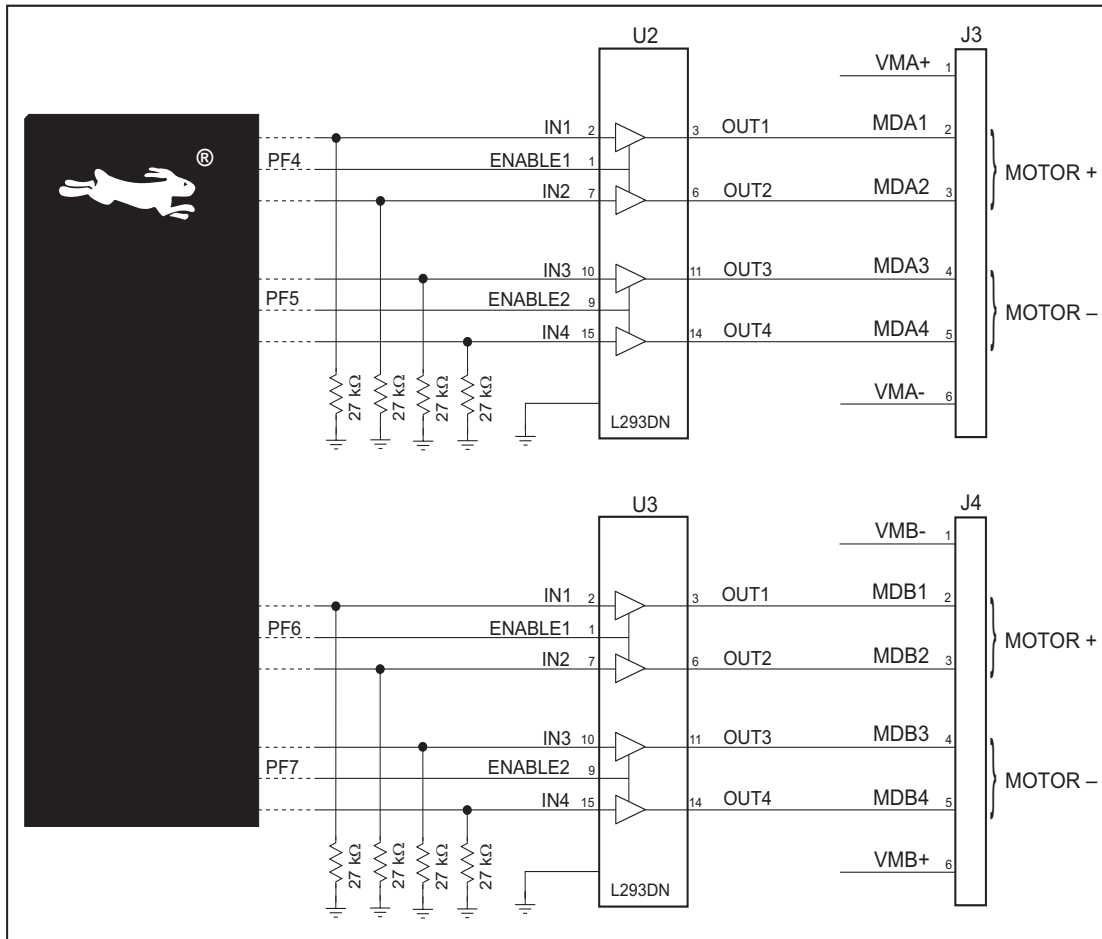 U2
J3
VMA+ 1
IN1 2
3 OUT1
MDA1 2
®
PF4
ENABLE1 1
IN2 7
6 OUT2
MDA2 3
MOTOR +
IN3 10
11 OUT3
MDA3 4
PF5
ENABLE2 9
IN4 15
14 OUT4
MDA4 5
MOTOR –
27 kΩ
27 kΩ
27 kΩ
27 kΩ
VMA- 6
L293DN
U3
J4
VMB- 1
IN1 2
3 OUT1
MDB1 2
PF6
ENABLE1 1
IN2 7
6 OUT2
MDB2 3
MOTOR +
IN3 10
11 OUT3
MDB3 4
PF7
ENABLE2 9
IN4 15
14 OUT4
MDB4 5
MOTOR –
27 kΩ
27 kΩ
27 kΩ
27 kΩ
VMB+ 6
L293DN